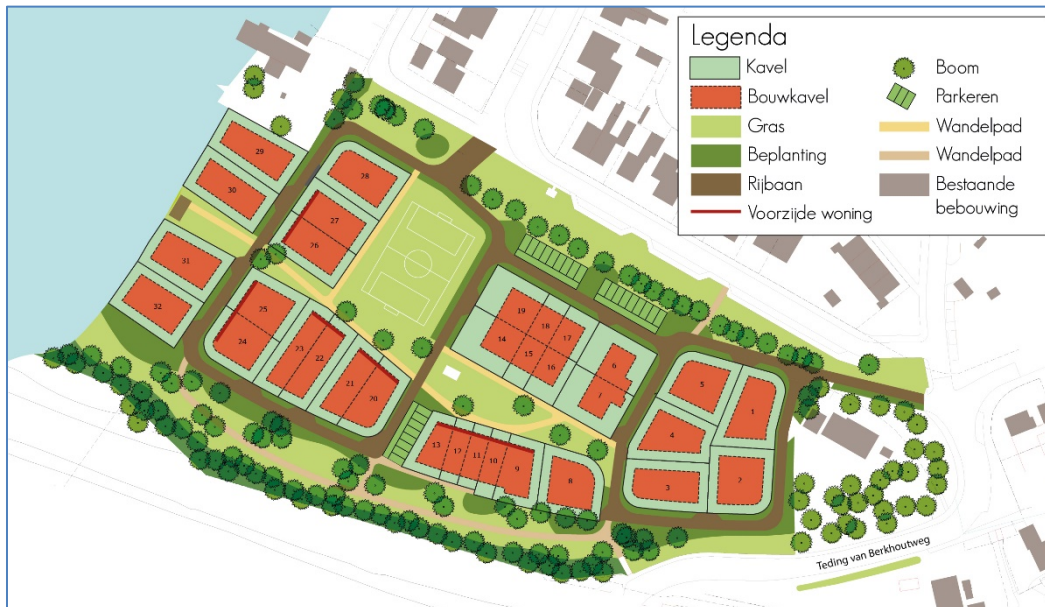 Legenda
Kavel
Bouwkavel
Gras
Beplanting
Rijbaan
Voorzijde woning
Boom
Parkeren
Wandelpad
Wandelpad
Bestaande
bebouwing
29
30
28
27
26
31
32
25
24
23
22
21
20
19
18
17
14
15
16
6
7
5
1
4
3
2
13
12
11
10
9
8
Teding van Berkhoutweg